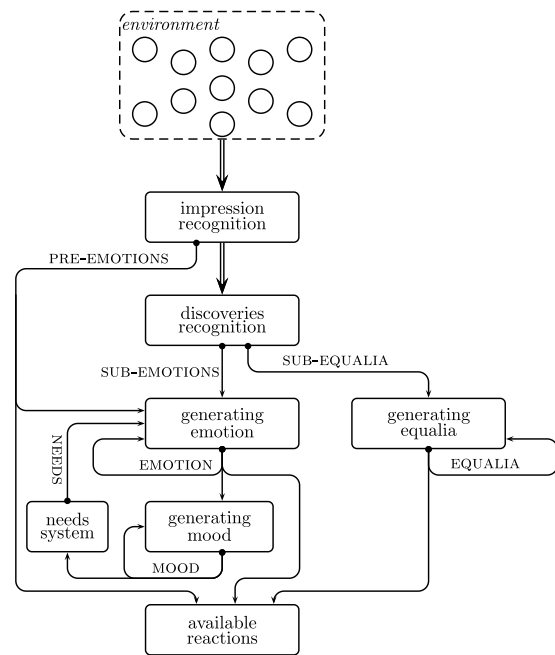 environment
impression
recognition
PRE-EMOTIONS
discoveries
recognition
SUB-EMOTIONS
SUB-EQUALIA
generating
emotion
generating
equalia
NEEDS
EMOTION
EQUALIA
needs
system
generating
mood
MOOD
available
reactions